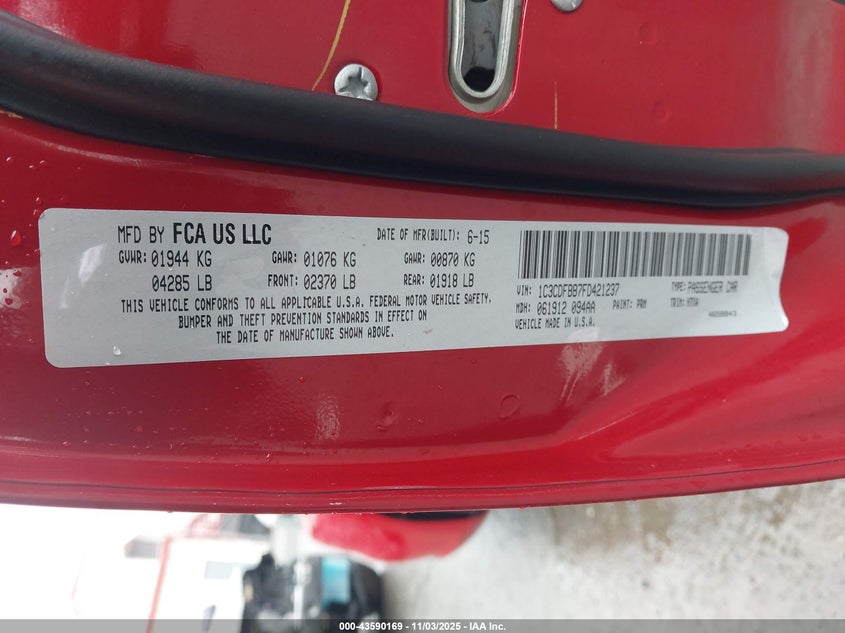 MFD BY FCA US LLC DATE OF MFR(BUILT): 6-15
GVWR: 01944 KG GAWR: 01076 KG GAWR: 00870 KG
04285 LB FRONT: 02370 LB REAR: 01918 LB
THIS VEHICLE CONFORMS TO ALL APPLICABLE U.S.A. FEDERAL MOTOR VEHICLE SAFETY,
BUMPER AND THEFT PREVENTION STANDARDS IN EFFECT ON
THE DATE OF MANUFACTURE SHOWN ABOVE.
VIN: 1C3CDFBB7FD421237 TYPE: PASSENGER CAR
MDH: 061912 094AA PAINT: PRM TRIM:
VEHICLE MADE IN U.S.A.
000-43590169 - 11/03/2025 - IAA Inc.